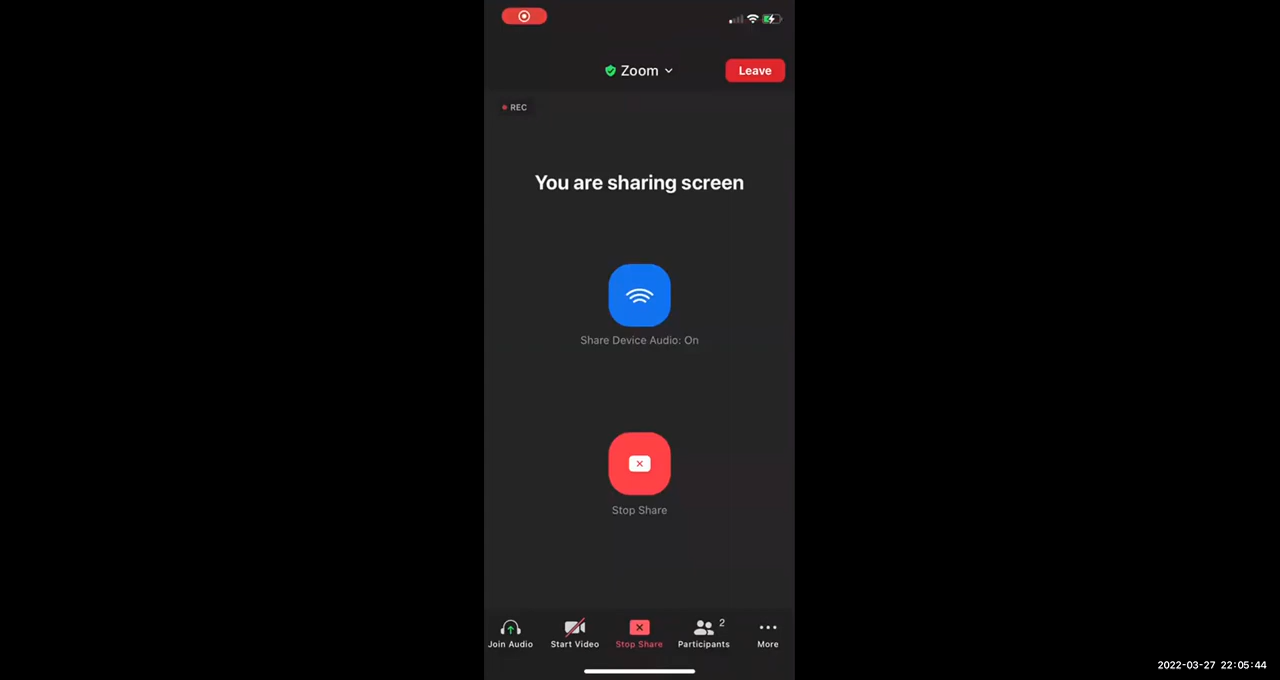 Zoom
Leave
REC
You are sharing screen
Share Device Audio: On
Stop Share
Join Audio
Start Video
Stop Share
Participants
2
More
2022-03-27 22:05:44